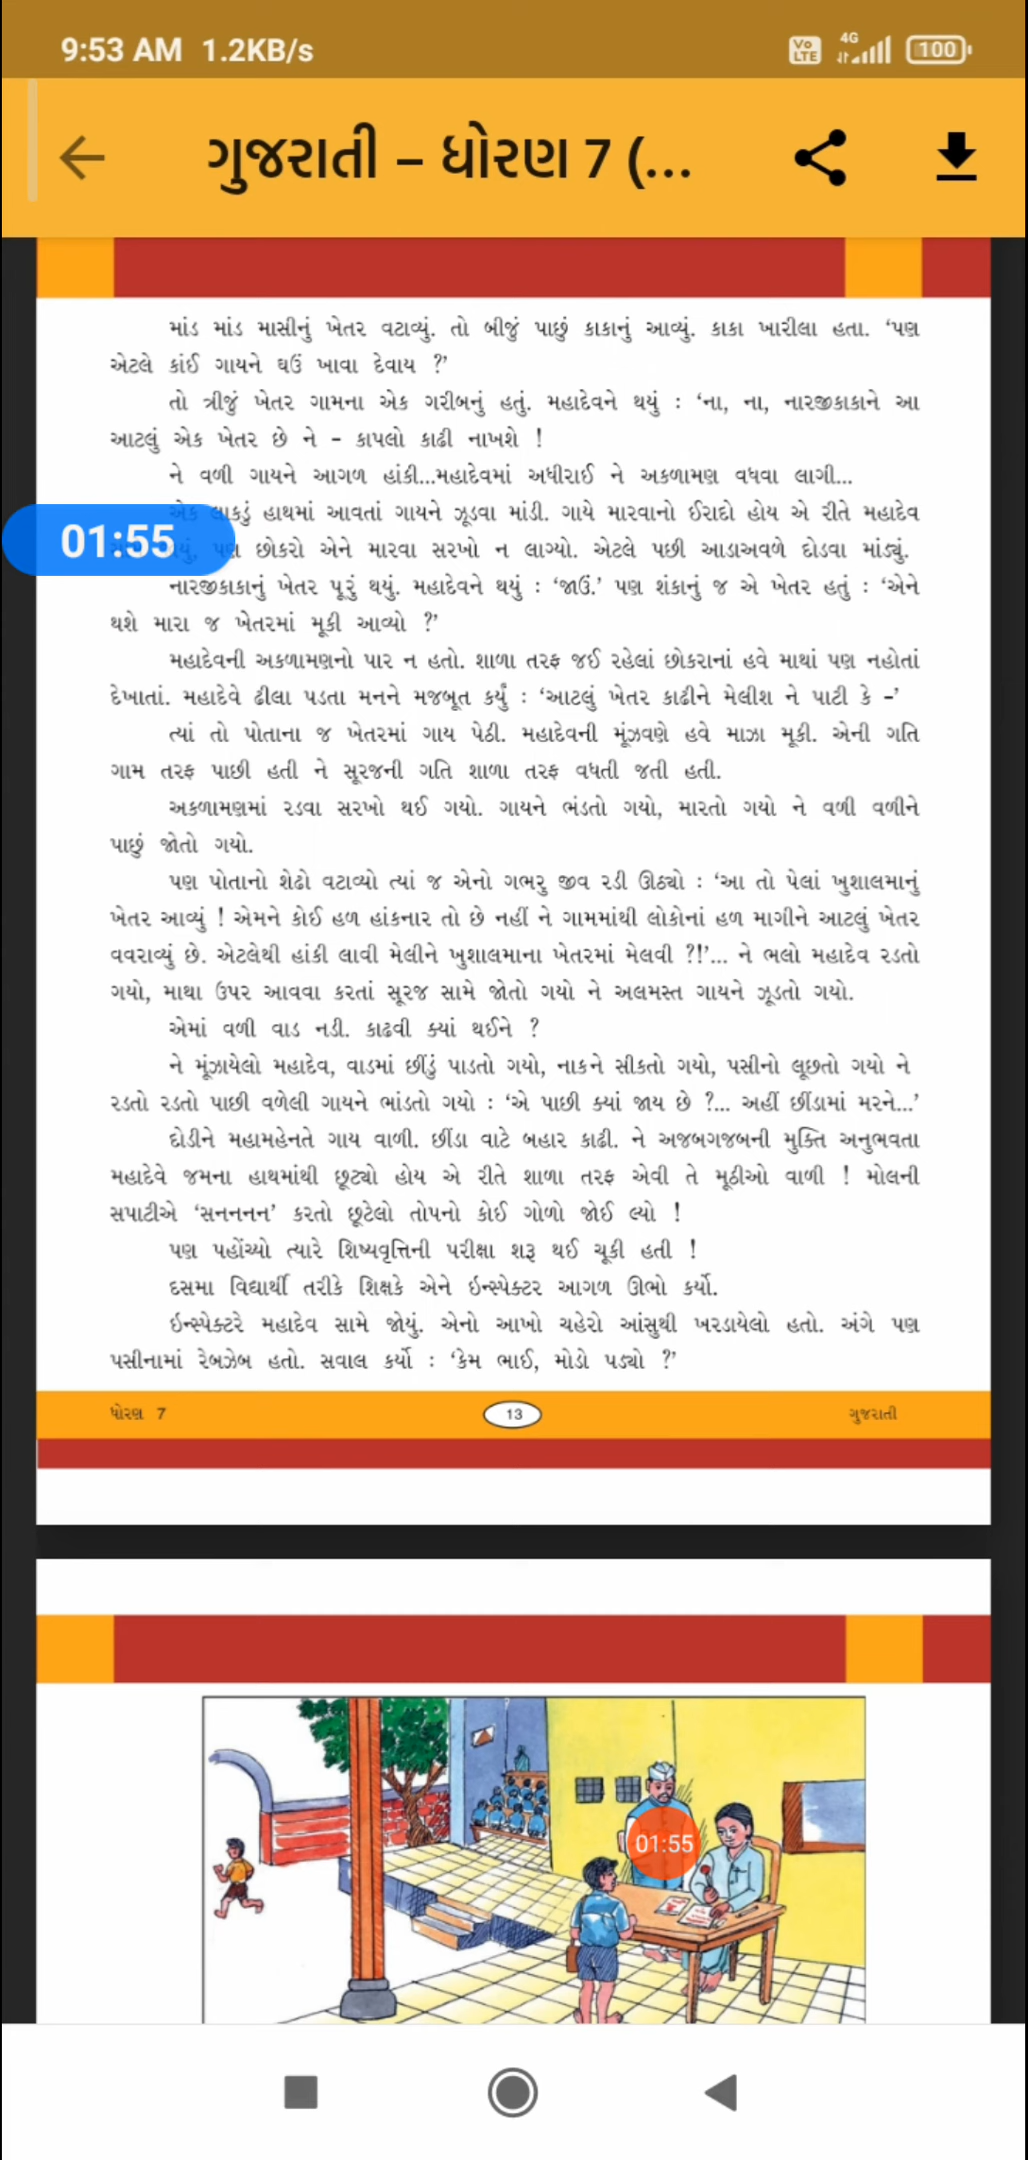 9:53 AM 1.2KB/s
Vo LTE 4G 100
ગુજરાતી – ધોરણ 7 (...
માંડ માંડ માસીનું ખેતર વટાવ્યું. તો બીજું પાછું કાકાનું આવ્યું. કાકા ખારીલા હતા. ‘પણ
એટલે કાંઈ ગાયને ઘઉં ખાવા દેવાય ?’
તો ત્રીજું ખેતર ગામના એક ગરીબનું હતું. મહાદેવને થયું : ‘ના, ના, નારજીકાકાને આ
આટલું એક ખેતર છે ને – કાપલો કાઢી નાખશે !
ને વળી ગાયને આગળ હાંકી...મહાદેવમાં અધીરાઈ ને અકળામણ વધવા લાગી...
એક લાકડું હાથમાં આવતાં ગાયને ઝૂડવા માંડી. ગાયે મારવાનો ઈરાદો હોય એ રીતે મહાદેવ
01:55
પણ છોકરો એને મારવા સરખો ન લાગ્યો. એટલે પછી આડાઅવળે દોડવા માંડ્યું.
નારજીકાકાનું ખેતર પૂરું થયું. મહાદેવને થયું : ‘જાઉં.’ પણ શંકાનું જ એ ખેતર હતું : ‘એને
થશે મારા જ ખેતરમાં મૂકી આવ્યો ?’
મહાદેવની અકળામણનો પાર ન હતો. શાળા તરફ જઈ રહેલાં છોકરાનાં હવે માથાં પણ નહોતાં
દેખાતાં. મહાદેવે ઢીલા પડતા મનને મજબૂત કર્યું : ‘આટલું ખેતર કાઢીને મેલીશ ને પાટી કે –’
ત્યાં તો પોતાના જ ખેતરમાં ગાય પેઠી. મહાદેવની મૂંઝવણે હવે માઝા મૂકી. એની ગતિ
ગામ તરફ પાછી હતી ને સૂરજની ગતિ શાળા તરફ વધતી જતી હતી.
અકળામણમાં રડવા સરખો થઈ ગયો. ગાયને ભંડતો ગયો, મારતો ગયો ને વળી વળીને
પાછું જોતો ગયો.
પણ પોતાનો શેઢો વટાવ્યો ત્યાં જ એનો ગભરુ જીવ રડી ઊઠ્યો : ‘આ તો પેલાં ખુશાલમાનું
ખેતર આવ્યું ! એમને કોઈ હળ હાંકનાર તો છે નહીં ને ગામમાંથી લોકોનાં હળ માગીને આટલું ખેતર
વવરાવ્યું છે. એટલેથી હાંકી લાવી મેલીને ખુશાલમાના ખેતરમાં મેલવી ?!’... ને ભલો મહાદેવ રડતો
ગયો, માથા ઉપર આવવા કરતાં સૂરજ સામે જોતો ગયો ને અલમસ્ત ગાયને ઝૂડતો ગયો.
એમાં વળી વાડ નડી. કાઢવી ક્યાં થઈને ?
ને મૂંઝાયેલો મહાદેવ, વાડમાં છીંડું પાડતો ગયો, નાકને સીકતો ગયો, પસીનો લૂછતો ગયો ને
રડતો રડતો પાછી વળેલી ગાયને ભાંડતો ગયો : ‘એ પાછી ક્યાં જાય છે ?... અહીં છીંડામાં મરને...’
દોડીને મહામહેનતે ગાય વાળી. છીંડા વાટે બહાર કાઢી. ને અજબગજબની મુક્તિ અનુભવતા
મહાદેવે જમના હાથમાંથી છૂટ્યો હોય એ રીતે શાળા તરફ એવી તે મૂઠીઓ વાળી ! મોલની
સપાટીએ ‘સનનનન’ કરતો છૂટેલો તોપનો કોઈ ગોળો જોઈ લ્યો !
પણ પહોંચ્યો ત્યારે શિષ્યવૃત્તિની પરીક્ષા શરૂ થઈ ચૂકી હતી !
દસમા વિદ્યાર્થી તરીકે શિક્ષકે એને ઇન્સ્પેક્ટર આગળ ઊભો કર્યો.
ઇન્સ્પેક્ટરે મહાદેવ સામે જોયું. એનો આખો ચહેરો આંસુથી ખરડાયેલો હતો. અંગે પણ
પસીનામાં રેબઝેબ હતો. સવાલ કર્યો : ‘કેમ ભાઈ, મોડો પડ્યો ?’
ધોરણ 7 13 ગુજરાતી
01:55